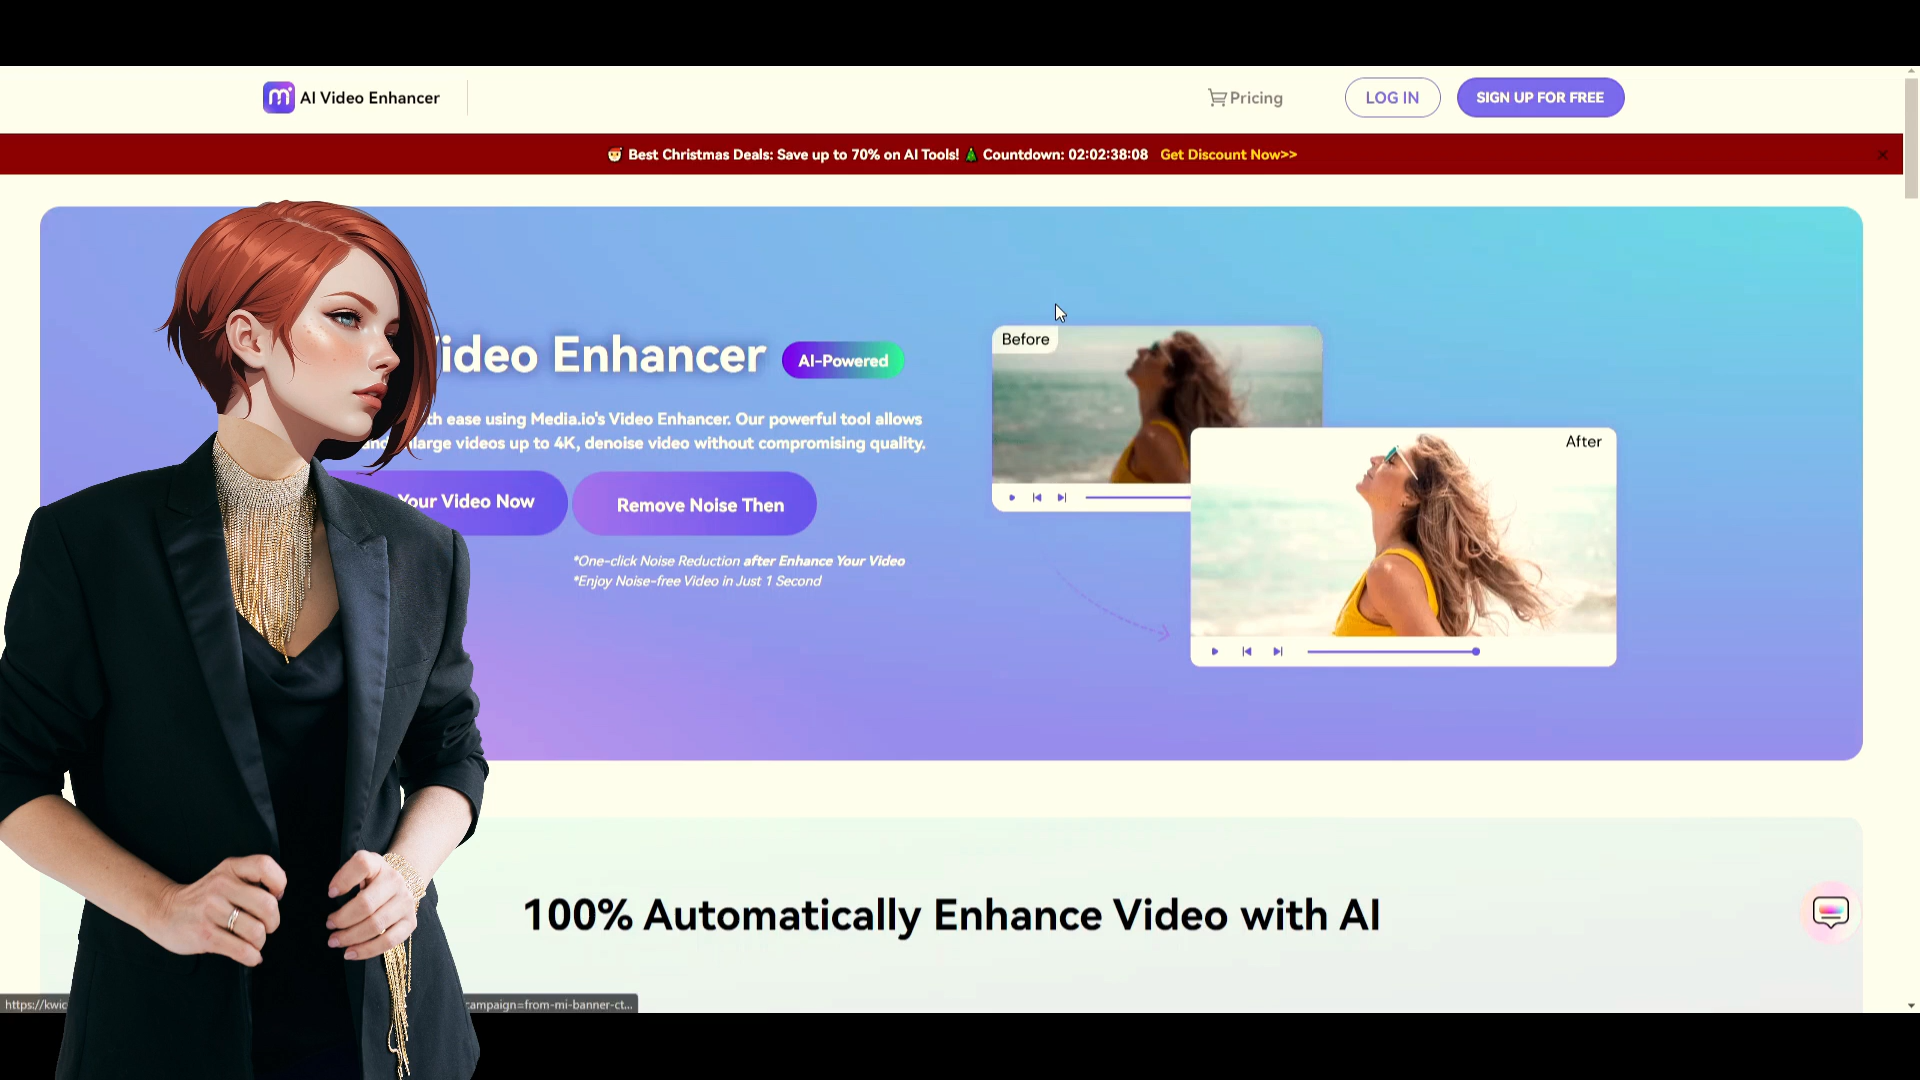 AI Video Enhancer
Pricing
LOG IN
SIGN UP FOR FREE
Best Christmas Deals: Save up to 70% on AI Tools! Countdown: 02:02:38:08 Get Discount Now>>
ideo Enhancer
AI-Powered
th ease using Media.io's Video Enhancer. Our powerful tool allows
large videos up to 4K, denoise video without compromising quality.
Your Video Now
Remove Noise Then
*One-click Noise Reduction after Enhance Your Video
*Enjoy Noise-free Video in Just 1 Second
Before
After
100% Automatically Enhance Video with AI
https://kwic
campaign=from-mi-banner-ct...